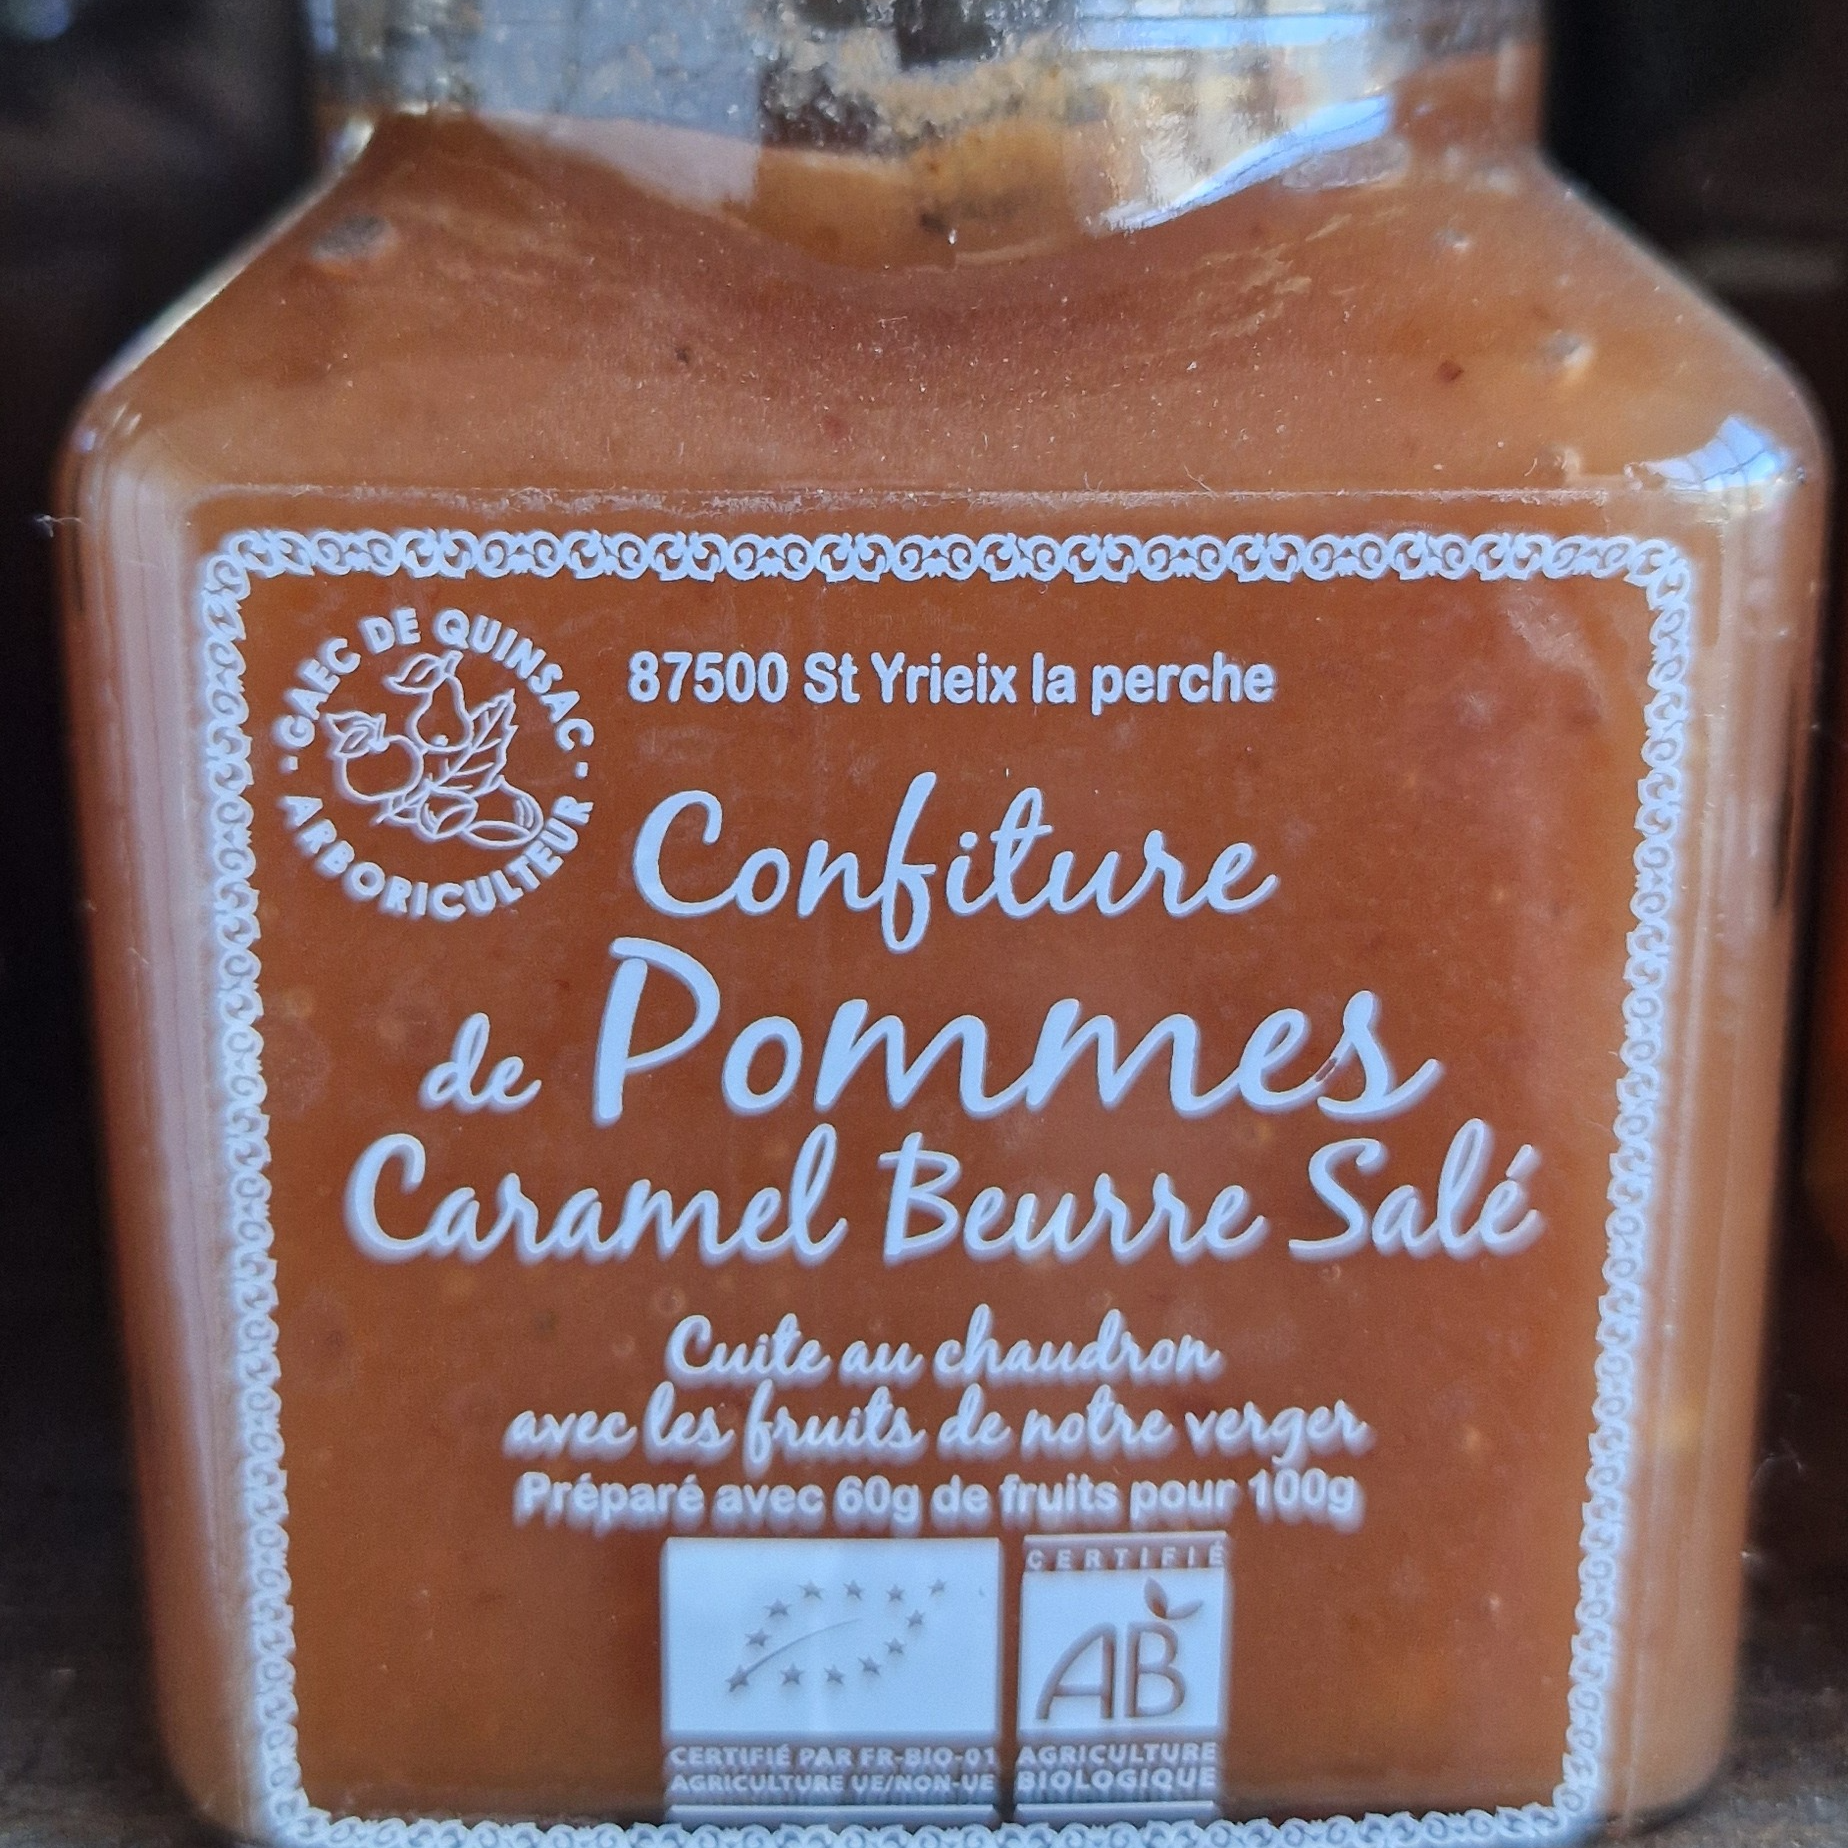 GAEC DE QUINSAC
ARBORICULTEUR
87500 St Yrieix la perche
Confiture
de Pommes
Caramel Beurre Salé
Cuite au chaudron
avec les fruits de notre verger
Préparé avec 60g de fruits pour 100g
CERTIFIÉ PAR FR-BIO-01
AGRICULTURE UE/NON-UE
CERTIFIÉ
AB
AGRICULTURE
BIOLOGIQUE